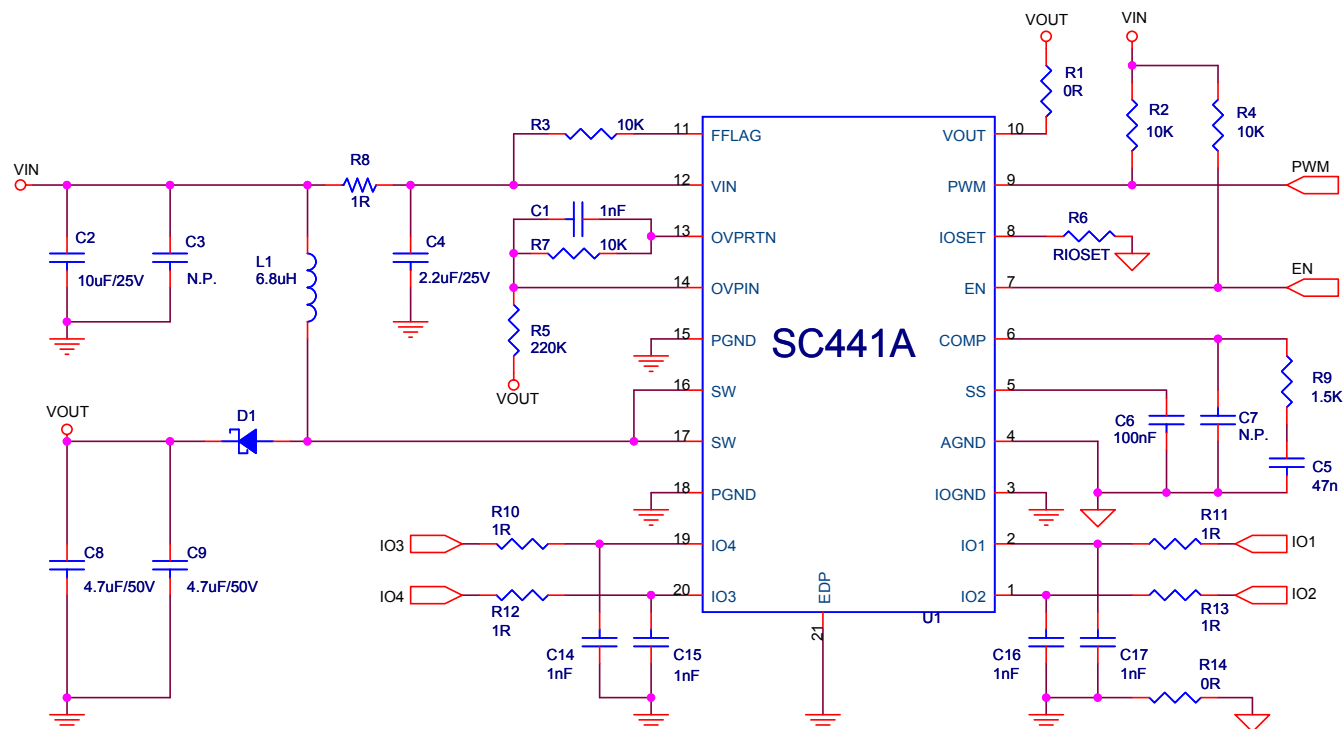 VOUT
VIN
R1
0R
R2
10K
R4
10K
R3
10K
11
FFLAG
VOUT
10
VIN
R8
1R
12
VIN
PWM
9
PWM
C1
1nF
R6
RIOSET
C2
10uF/25V
C3
N.P.
L1
6.8uH
C4
2.2uF/25V
R7
10K
13
OVPRTN
IOSET
8
14
OVPIN
EN
7
EN
R5
220K
VOUT
15
PGND
SC441A
COMP
6
16
SW
SS
5
R9
1.5K
C6
100nF
C7
N.P.
VOUT
D1
17
SW
AGND
4
C5
47n
18
PGND
IOGND
3
R10
1R
R11
1R
IO3
19
IO4
IO1
2
IO1
C8
4.7uF/50V
C9
4.7uF/50V
IO4
R12
1R
20
IO3
EDP
21
IO2
1
U1
R13
1R
IO2
C14
1nF
C15
1nF
C16
1nF
C17
1nF
R14
0R